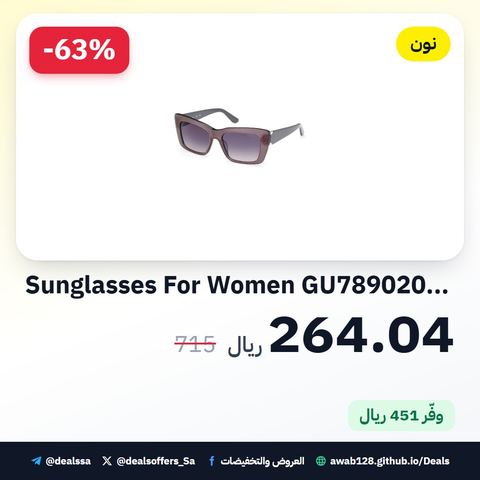 -63%
نون
Sunglasses For Women GU789020...
264.04 ريال 715
وفّر 451 ريال
@dealssa @dealsoffers_Sa العروض والتخفيضات awab128.github.io/Deals